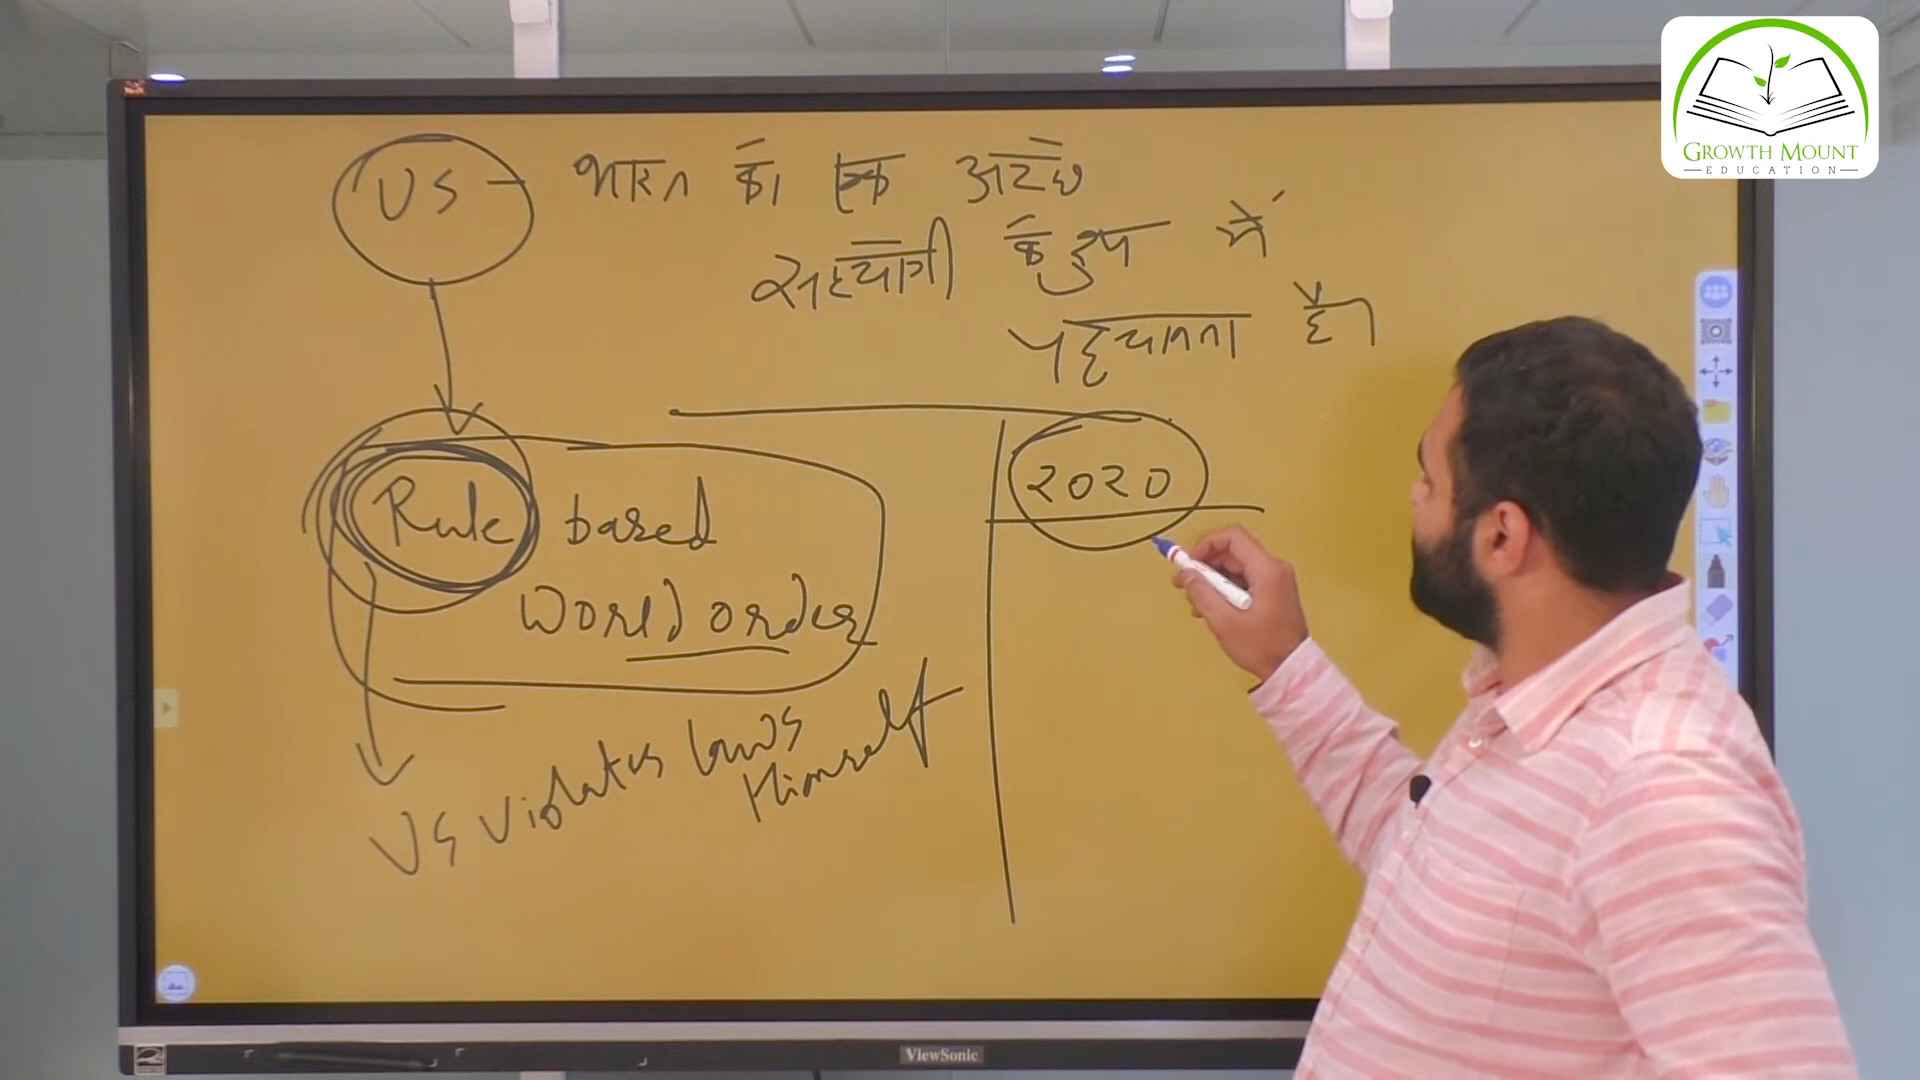 US - भारत को एक अच्छे
सहयोगी के रूप में
पहचानता है।
2020
Rule based
World order
US violates laws
Himself
GROWTH MOUNT
EDUCATION
ViewSonic